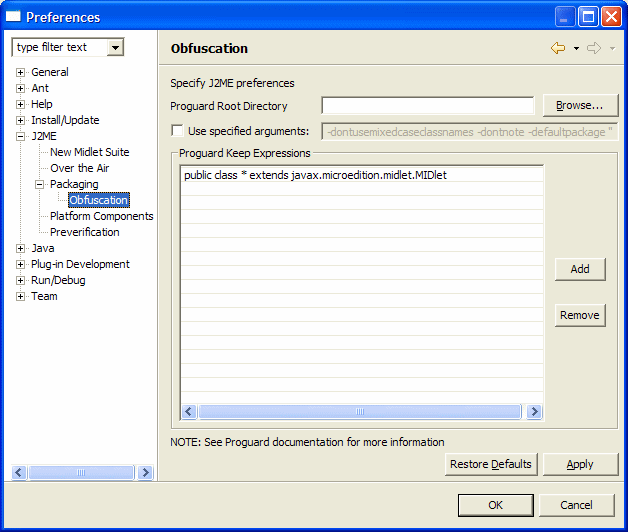 Preferences
type filter text
General
Ant
Help
Install/Update
J2ME
New Midlet Suite
Over the Air
Packaging
Obfuscation
Platform Components
Preverification
Java
Plug-in Development
Run/Debug
Team
Obfuscation
Specify J2ME preferences
Proguard Root Directory
Browse...
Use specified arguments:
-dontusemixedcaseclassnames -dontnote -defaultpackage "
Proguard Keep Expressions
public class * extends javax.microedition.midlet.MIDlet
Add
Remove
NOTE: See Proguard documentation for more information
Restore Defaults
Apply
OK
Cancel